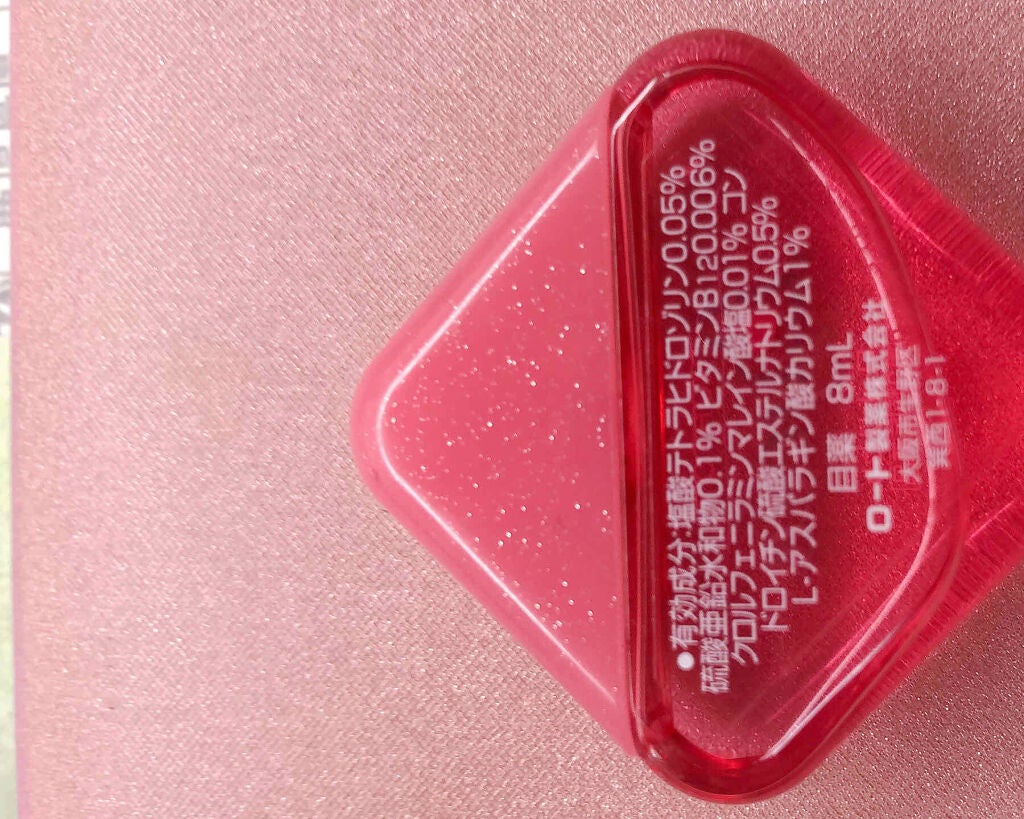 ●有効成分:塩酸テトラヒドロゾリン0.05%
硫酸亜鉛水和物0.1% ビタミンB12 0.006%
クロルフェニラミンマレイン酸塩0.01% コン
ドロイチン硫酸エステルナトリウム0.5%
L-アスパラギン酸カリウム1%
目薬 8mL
ロート製薬株式会社
大阪市生野区
巽西1-8-1